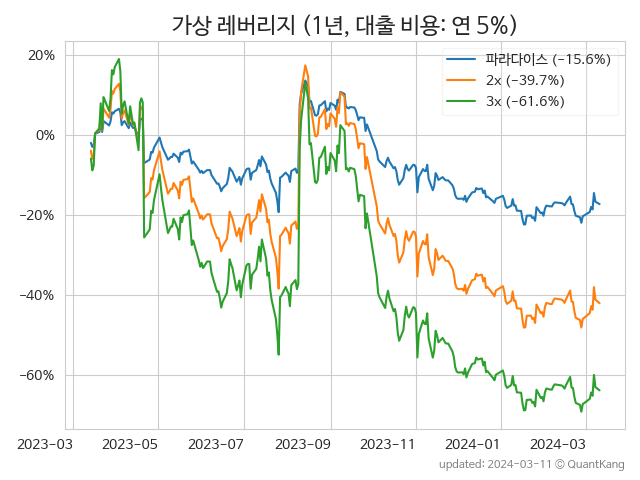 가상 레버리지 (1년, 대출 비용: 연 5%)
파라다이스 (−15.6%)
2x (−39.7%)
3x (−61.6%)
20%
0%
−20%
−40%
−60%
2023-03 2023-05 2023-07 2023-09 2023-11 2024-01 2024-03
updated: 2024-03-11 © QuantKang